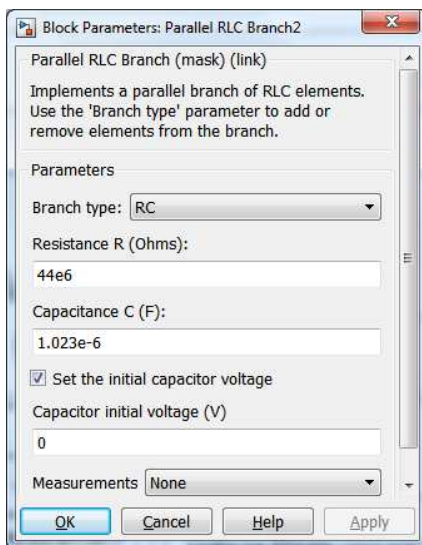 Block Parameters: Parallel RLC Branch2
Parallel RLC Branch (mask) (link)
Implements a parallel branch of RLC elements.
Use the 'Branch type' parameter to add or
remove elements from the branch.
Parameters
Branch type: RC
Resistance R (Ohms):
44e6
Capacitance C (F):
1.023e-6
Set the initial capacitor voltage
Capacitor initial voltage (V)
0
Measurements None
OK Cancel Help Apply